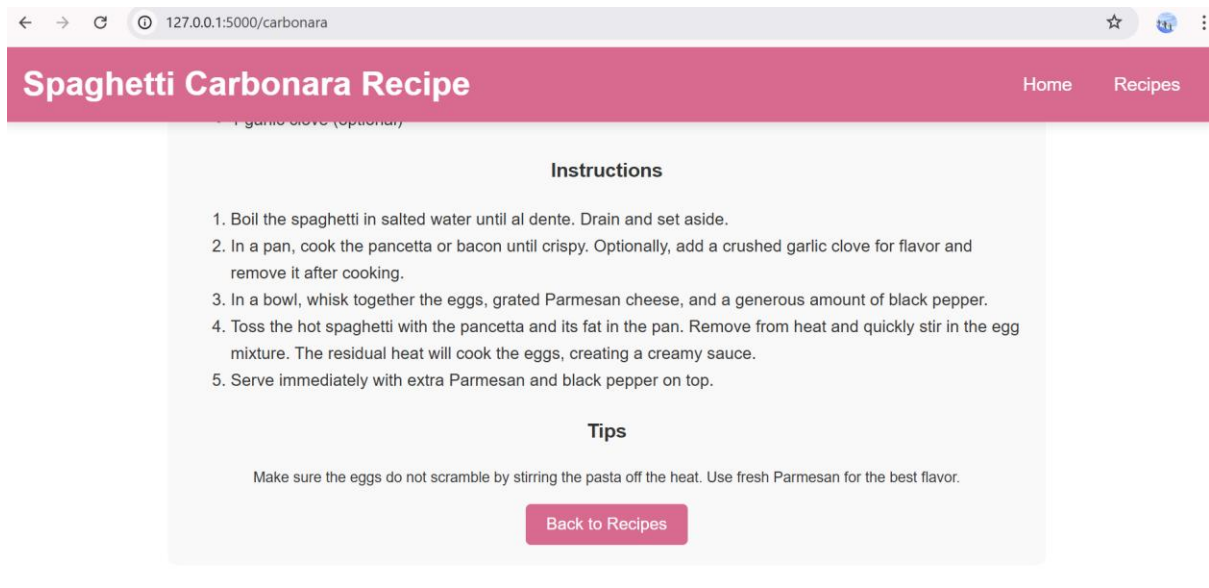 127.0.0.1:5000/carbonara
Spaghetti Carbonara Recipe
Home Recipes
1 garlic clove (optional)
Instructions
1. Boil the spaghetti in salted water until al dente. Drain and set aside.
2. In a pan, cook the pancetta or bacon until crispy. Optionally, add a crushed garlic clove for flavor and
remove it after cooking.
3. In a bowl, whisk together the eggs, grated Parmesan cheese, and a generous amount of black pepper.
4. Toss the hot spaghetti with the pancetta and its fat in the pan. Remove from heat and quickly stir in the egg
mixture. The residual heat will cook the eggs, creating a creamy sauce.
5. Serve immediately with extra Parmesan and black pepper on top.
Tips
Make sure the eggs do not scramble by stirring the pasta off the heat. Use fresh Parmesan for the best flavor.
Back to Recipes